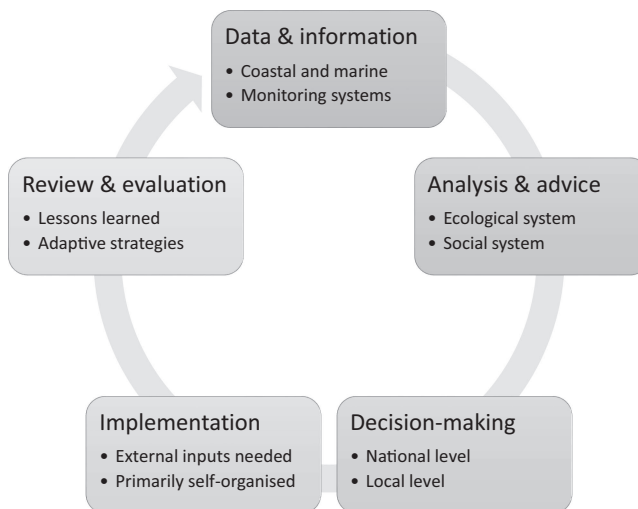 Data & information
• Coastal and marine
• Monitoring systems
Analysis & advice
• Ecological system
• Social system
Decision-making
• National level
• Local level
Implementation
• External inputs needed
• Primarily self-organised
Review & evaluation
• Lessons learned
• Adaptive strategies